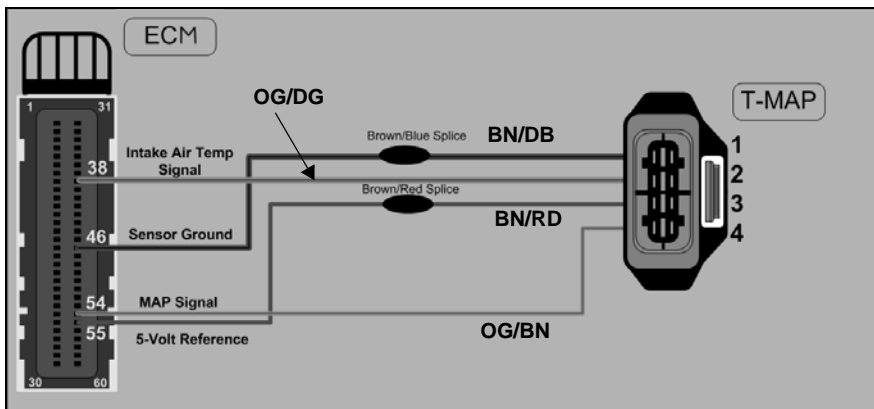 ECM
T-MAP
1 31
OG/DG
Brown/Blue Splice
BN/DB
1
Intake Air Temp
Signal
38
2
Brown/Red Splice
BN/RD
3
46
Sensor Ground
4
54
MAP Signal
OG/BN
55
5-Volt Reference
30 60